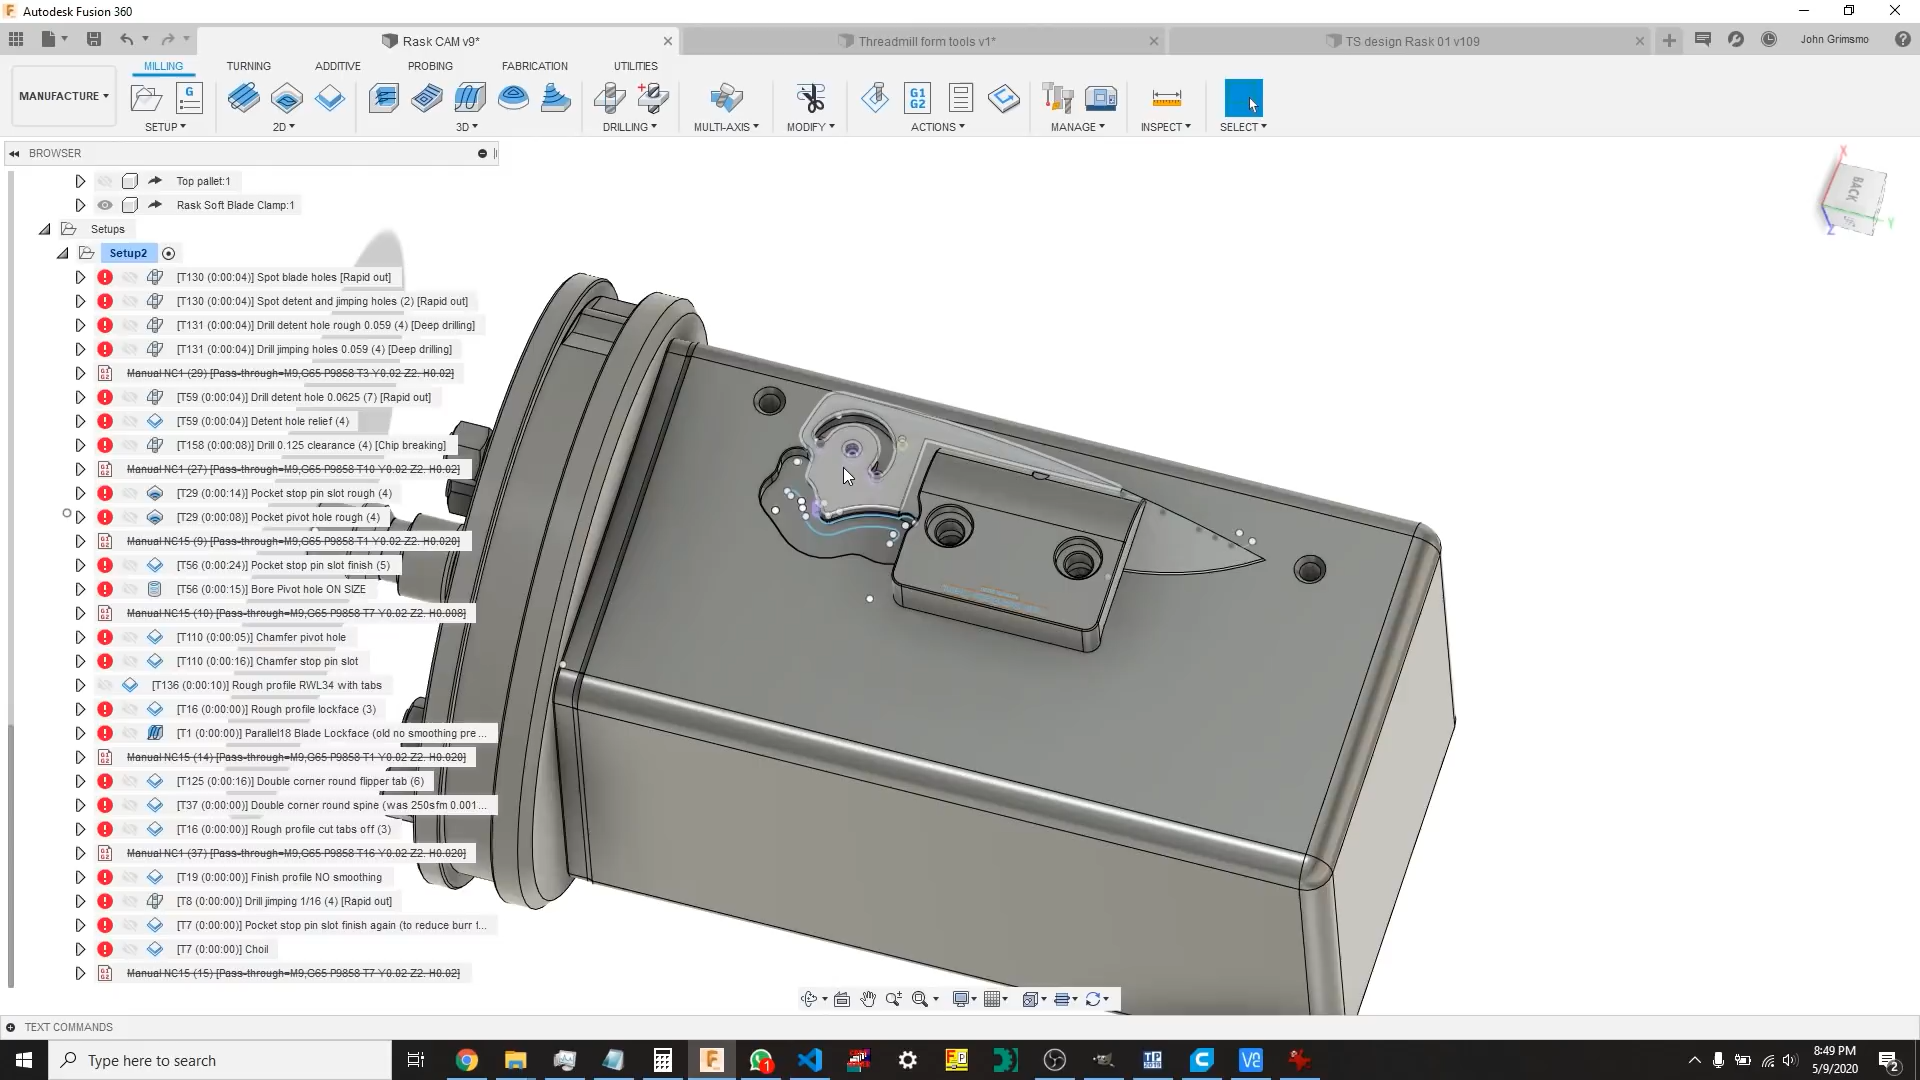 Autodesk Fusion 360
Rask CAM v9*
Threadmill form tools v1*
TS design Rask 01 v109
John Grimsmo
MANUFACTURE
MILLING
TURNING
ADDITIVE
PROBING
FABRICATION
UTILITIES
SETUP
2D
3D
DRILLING
MULTI-AXIS
MODIFY
G1
G2
ACTIONS
MANAGE
INSPECT
SELECT
BROWSER
Top pallet:1
Rask Soft Blade Clamp:1
Setups
Setup2
[T130 (0:00:04)] Spot blade holes [Rapid out]
[T130 (0:00:04)] Spot detent and jimping holes (2) [Rapid out]
[T131 (0:00:04)] Drill detent hole rough 0.059 (4) [Deep drilling]
[T131 (0:00:04)] Drill jimping holes 0.059 (4) [Deep drilling]
Manual NC1 (29) [Pass-through=M9,G65 P9858 T3 Y0.02 Z2. H0.02]
[T59 (0:00:04)] Drill detent hole 0.0625 (7) [Rapid out]
[T59 (0:00:04)] Detent hole relief (4)
[T158 (0:00:08)] Drill 0.125 clearance (4) [Chip breaking]
Manual NC1 (27) [Pass-through=M9,G65 P9858 T10 Y0.02 Z2. H0.02]
[T29 (0:00:14)] Pocket stop pin slot rough (4)
[T29 (0:00:08)] Pocket pivot hole rough (4)
Manual NC15 (9) [Pass-through=M9,G65 P9858 T1 Y0.02 Z2. H0.020]
[T56 (0:00:24)] Pocket stop pin slot finish (5)
[T56 (0:00:15)] Bore Pivot hole ON SIZE
Manual NC15 (10) [Pass-through=M9,G65 P9858 T7 Y0.02 Z2. H0.008]
[T110 (0:00:05)] Chamfer pivot hole
[T110 (0:00:16)] Chamfer stop pin slot
[T136 (0:00:10)] Rough profile RWL34 with tabs
[T16 (0:00:00)] Rough profile lockface (3)
[T1 (0:00:00)] Parallel18 Blade Lockface (old no smoothing pre ...
Manual NC15 (14) [Pass-through=M9,G65 P9858 T1 Y0.02 Z2. H0.020]
[T125 (0:00:16)] Double corner round flipper tab (6)
[T37 (0:00:00)] Double corner round spine (was 250sfm 0.001...
[T16 (0:00:00)] Rough profile cut tabs off (3)
Manual NC1 (37) [Pass-through=M9,G65 P9858 T16 Y0.02 Z2. H0.020]
[T19 (0:00:00)] Finish profile NO smoothing
[T8 (0:00:00)] Drill jimping 1/16 (4) [Rapid out]
[T7 (0:00:00)] Pocket stop pin slot finish again (to reduce burr f...
[T7 (0:00:00)] Choil
Manual NC15 (15) [Pass-through=M9,G65 P9858 T7 Y0.02 Z2. H0.02]
X
BACK
Y
Z
TEXT COMMANDS
Type here to search
8:49 PM
5/9/2020